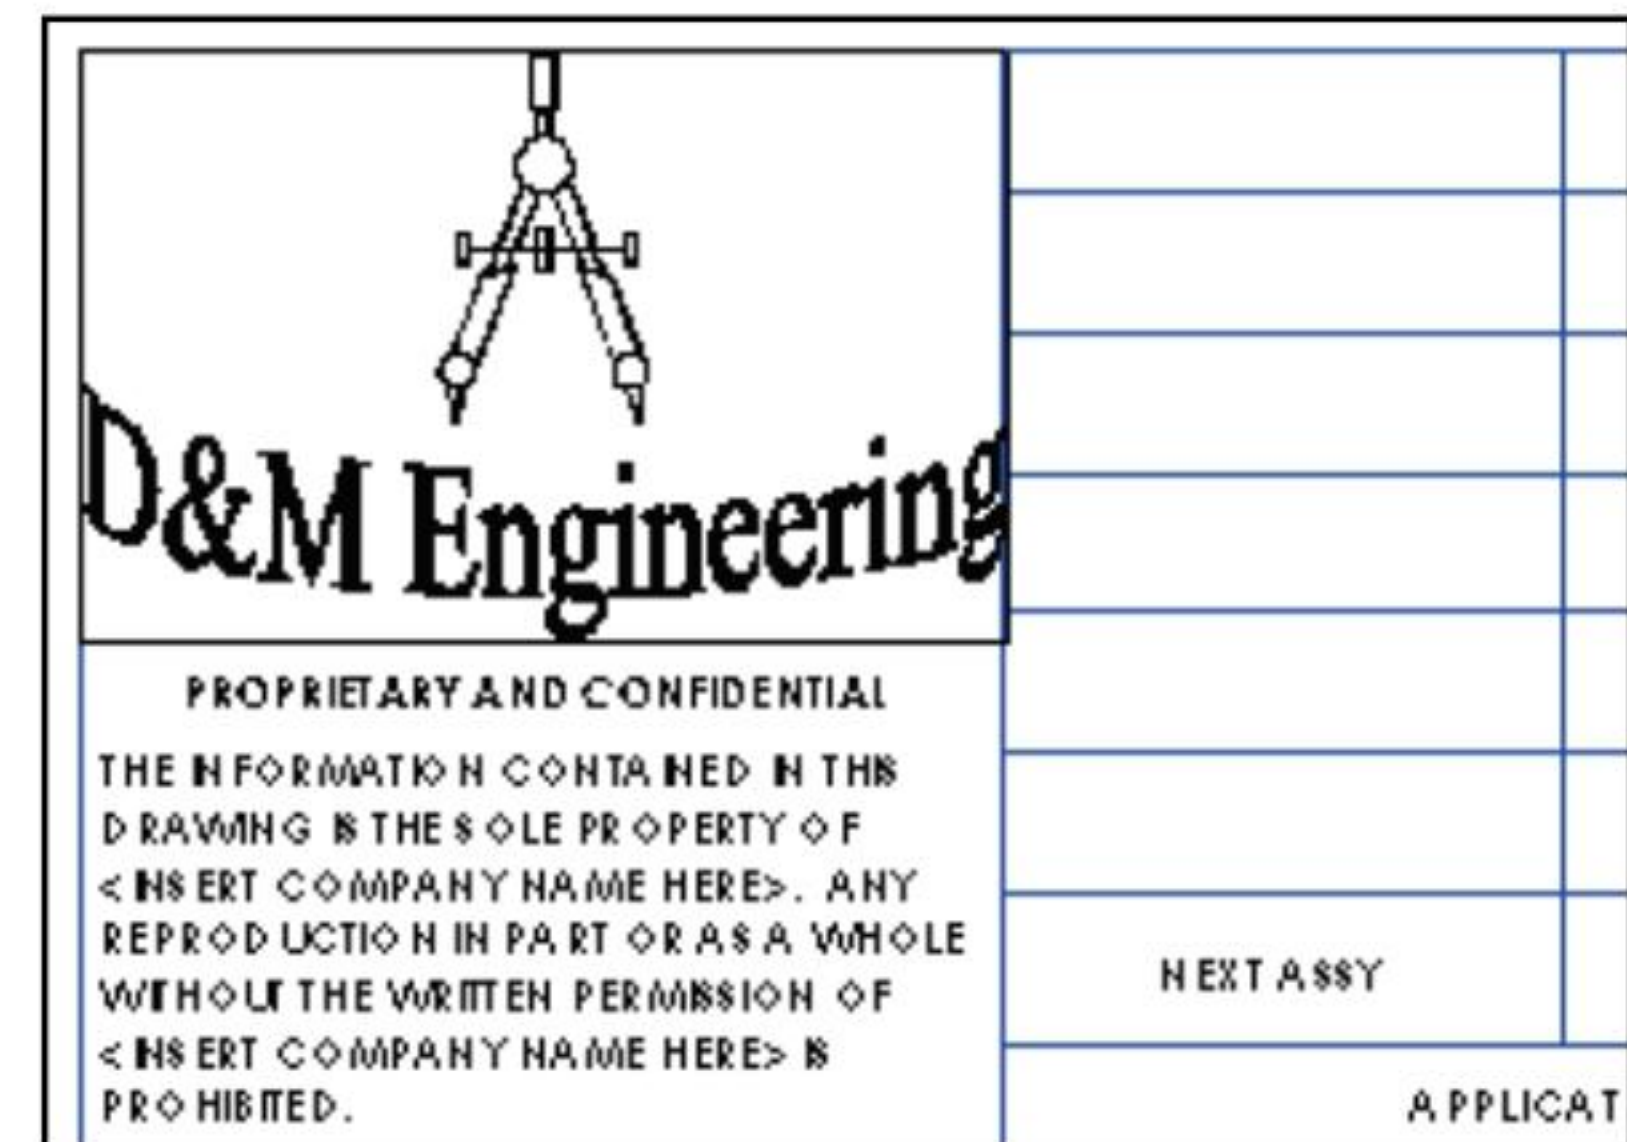 D&M Engineering
PROPRIETARY AND CONFIDENTIAL
THE INFORMATION CONTAINED IN THIS
DRAWING IS THE SOLE PROPERTY OF
<INSERT COMPANY NAME HERE>. ANY
REPRODUCTION IN PART OR AS A WHOLE
WITHOUT THE WRITTEN PERMISSION OF
<INSERT COMPANY NAME HERE> IS
PROHIBITED.
NEXT ASSY
APPLICAT